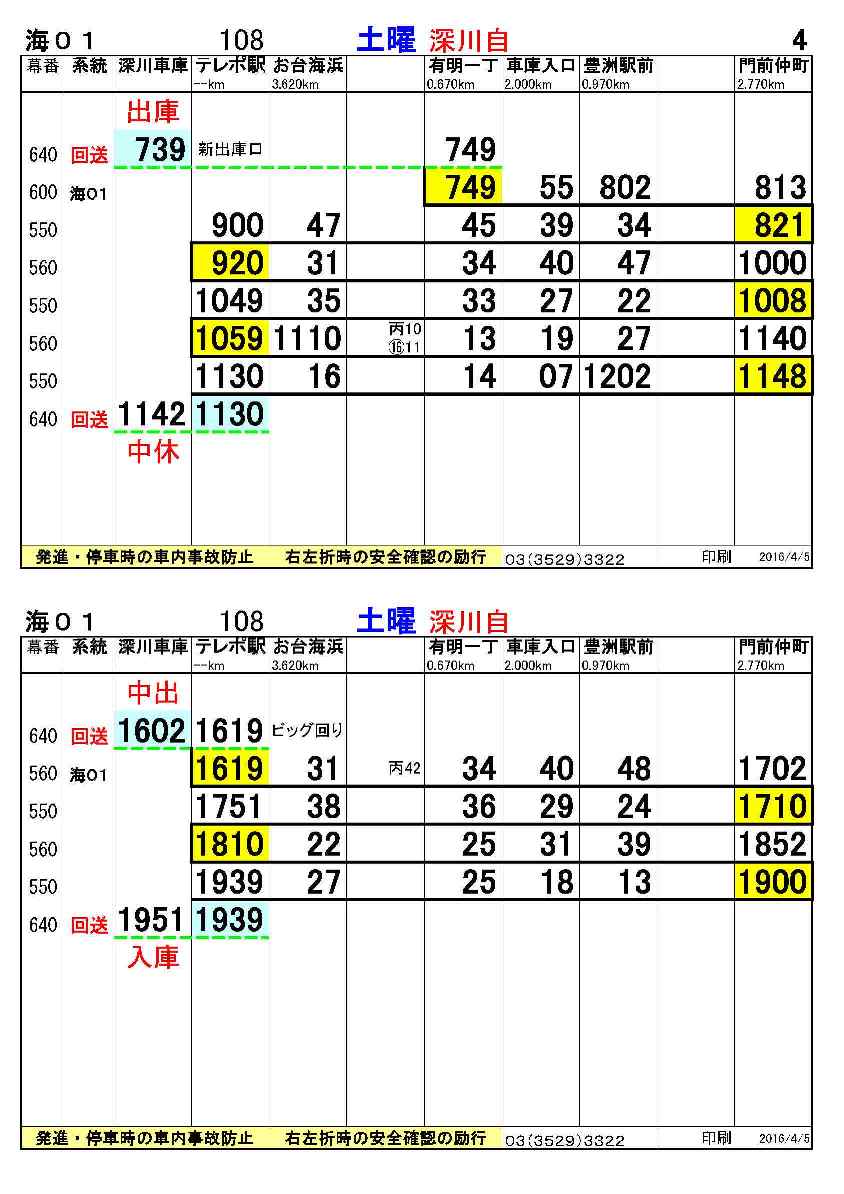 海01 108 土曜 深川自 4
幕番 系統 深川車庫 テレポ駅 お台海浜 有明一丁 車庫入口 豊洲駅前 門前仲町
--km 3.620km 0.670km 2.000km 0.970km 2.770km
出庫
640 回送 739 新出庫口 749
600 海01 749 55 802 813
550 900 47 45 39 34 821
560 920 31 34 40 47 1000
550 1049 35 33 27 22 1008
560 1059 1110 丙10 13 19 27 1140
⑯11
550 1130 16 14 07 1202 1148
640 回送 1142 1130
中休
発進・停車時の車内事故防止 右左折時の安全確認の励行 03(3529)3322 印刷 2016/4/5
海01 108 土曜 深川自
幕番 系統 深川車庫 テレポ駅 お台海浜 有明一丁 車庫入口 豊洲駅前 門前仲町
--km 3.620km 0.670km 2.000km 0.970km 2.770km
中出
640 回送 1602 1619 ビッグ回り
560 海01 1619 31 丙42 34 40 48 1702
550 1751 38 36 29 24 1710
560 1810 22 25 31 39 1852
550 1939 27 25 18 13 1900
640 回送 1951 1939
入庫
発進・停車時の車内事故防止 右左折時の安全確認の励行 03(3529)3322 印刷 2016/4/5